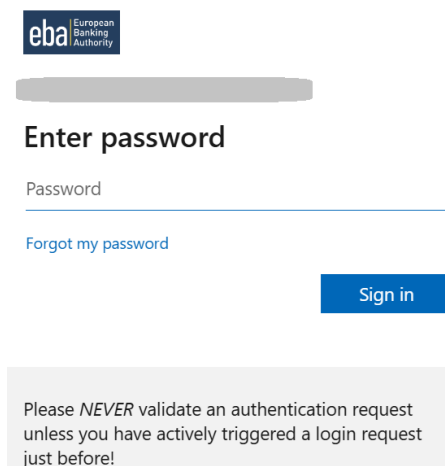 eba European
Banking
Authority
Enter password
Password
Forgot my password
Sign in
Please NEVER validate an authentication request
unless you have actively triggered a login request
just before!